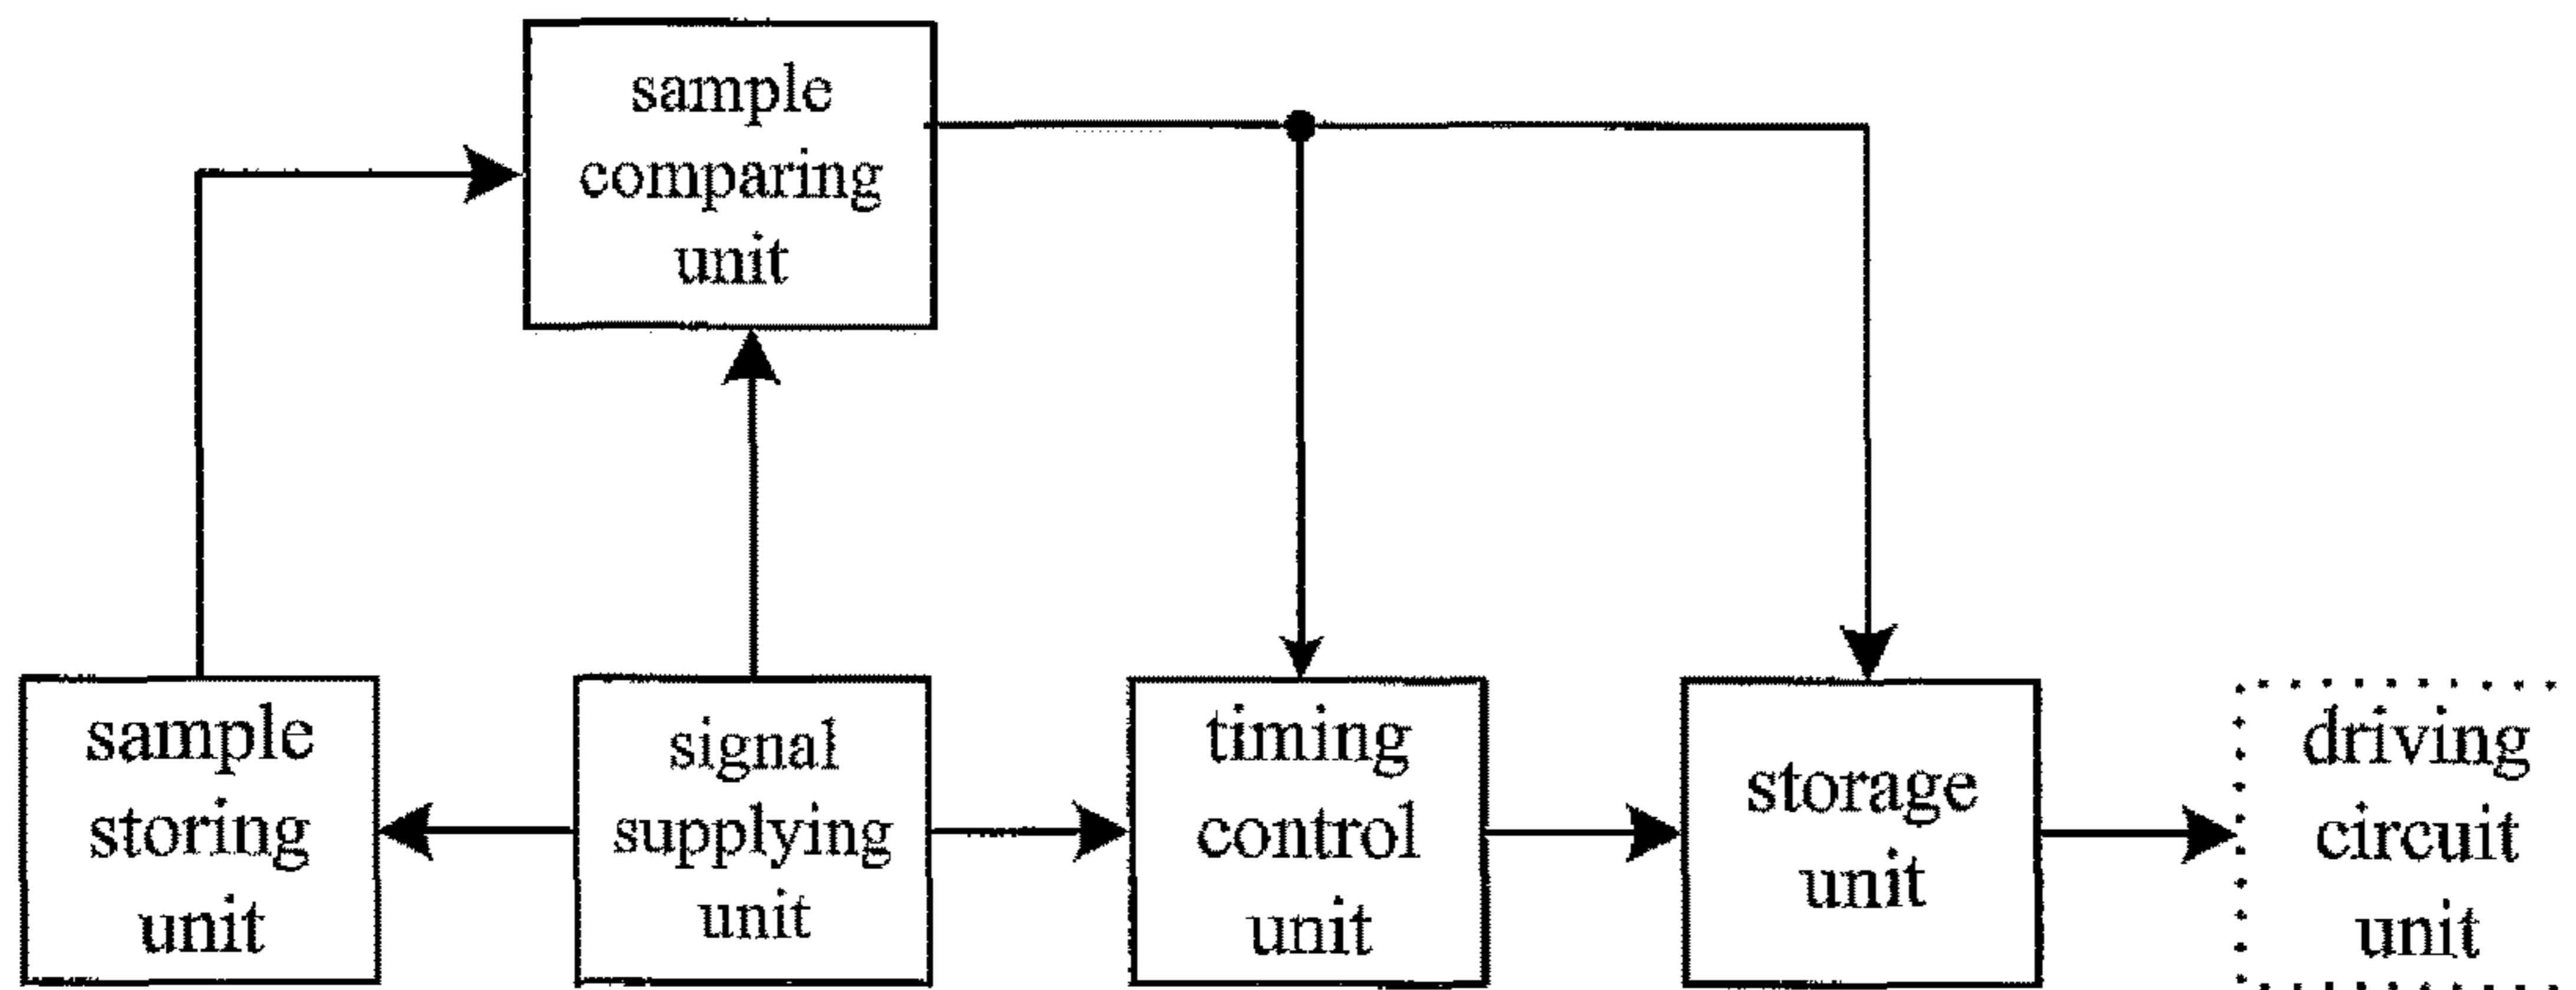 sample
comparing
unit
sample
storing
unit
signal
supplying
unit
timing
control
unit
storage
unit
driving
circuit
unit